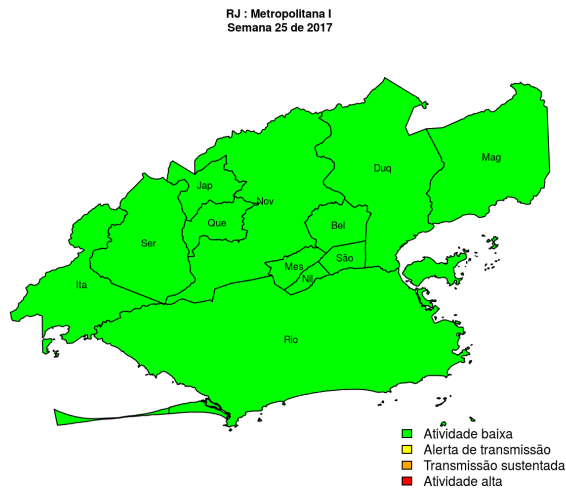 RJ : Metropolitana I
Semana 25 de 2017
Mag
Duq
Jap
Nov
Que
Bel
Ser
São
Mes
Nil
Ita
Rio
Atividade baixa
Alerta de transmissão
Transmissão sustentada
Atividade alta